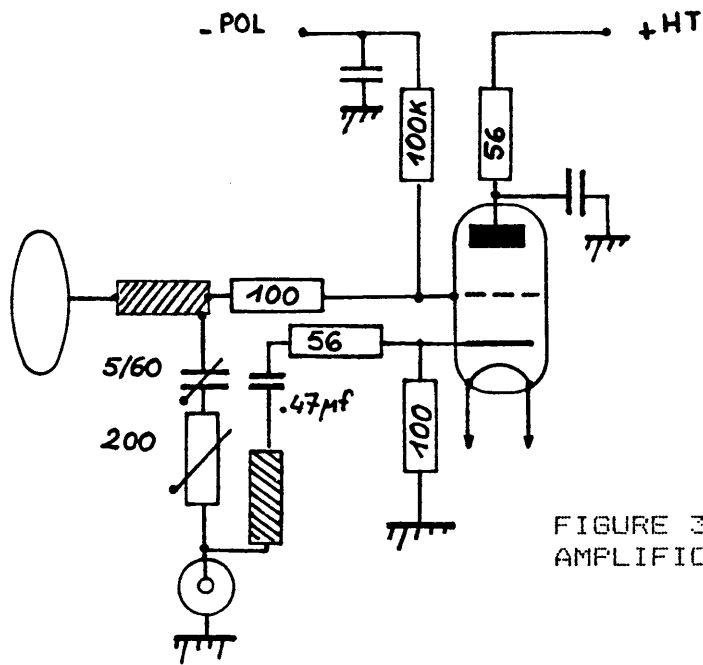 - POL
+ HT
100K
56
100
56
5/60
.47µf
200
100
FIGURE 3
AMPLIFIC